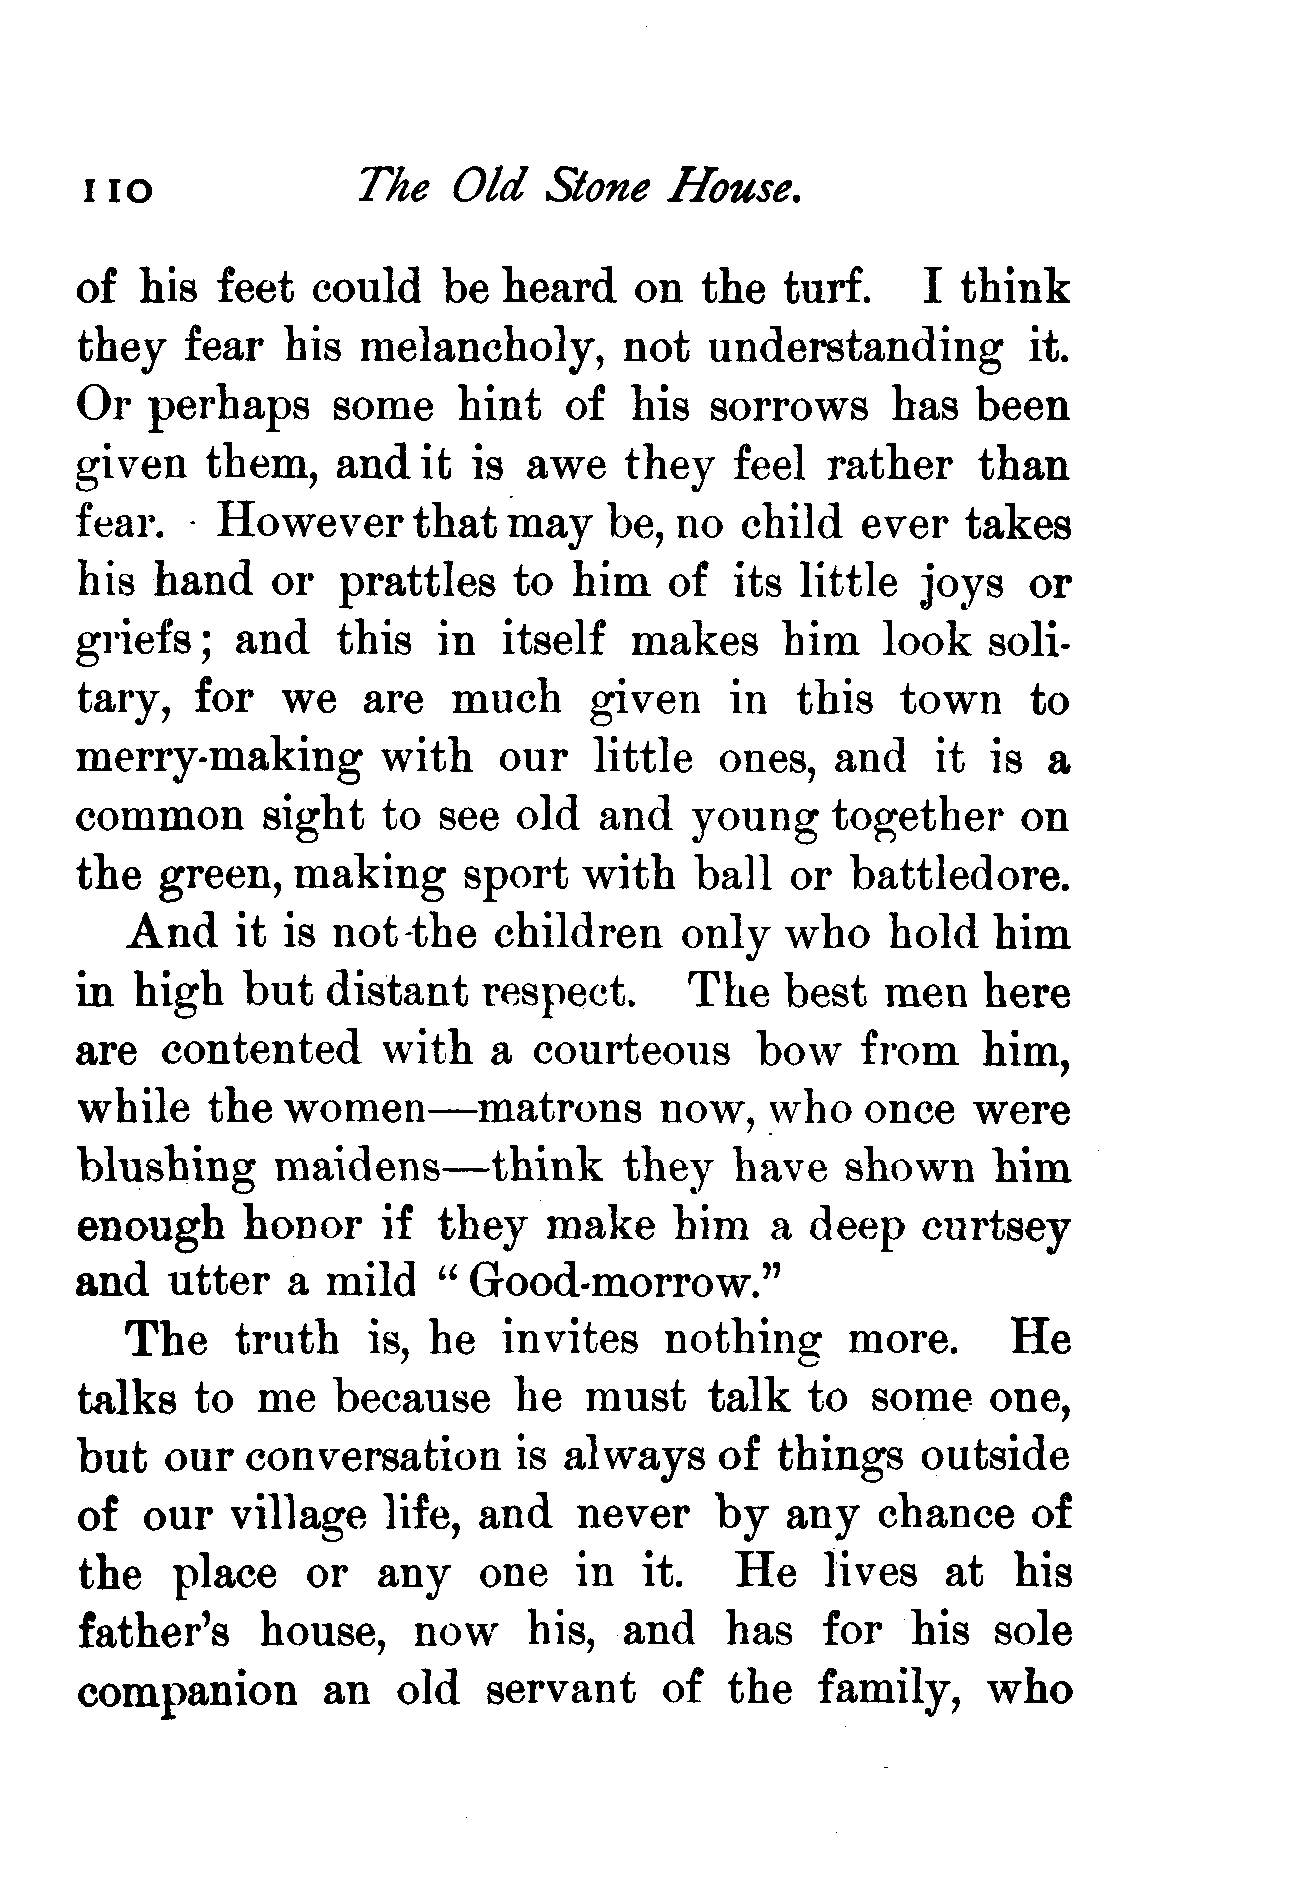 110 The Old Stone House.
of his feet could be heard on the turf. I think
they fear his melancholy, not understanding it.
Or perhaps some hint of his sorrows has been
given them, and it is awe they feel rather than
fear. However that may be, no child ever takes
his hand or prattles to him of its little joys or
griefs; and this in itself makes him look soli-
tary, for we are much given in this town to
merry-making with our little ones, and it is a
common sight to see old and young together on
the green, making sport with ball or battledore.
And it is not the children only who hold him
in high but distant respect. The best men here
are contented with a courteous bow from him,
while the women—matrons now, who once were
blushing maidens—think they have shown him
enough honor if they make him a deep curtsey
and utter a mild "Good-morrow."
The truth is, he invites nothing more. He
talks to me because he must talk to some one,
but our conversation is always of things outside
of our village life, and never by any chance of
the place or any one in it. He lives at his
father's house, now his, and has for his sole
companion an old servant of the family, who